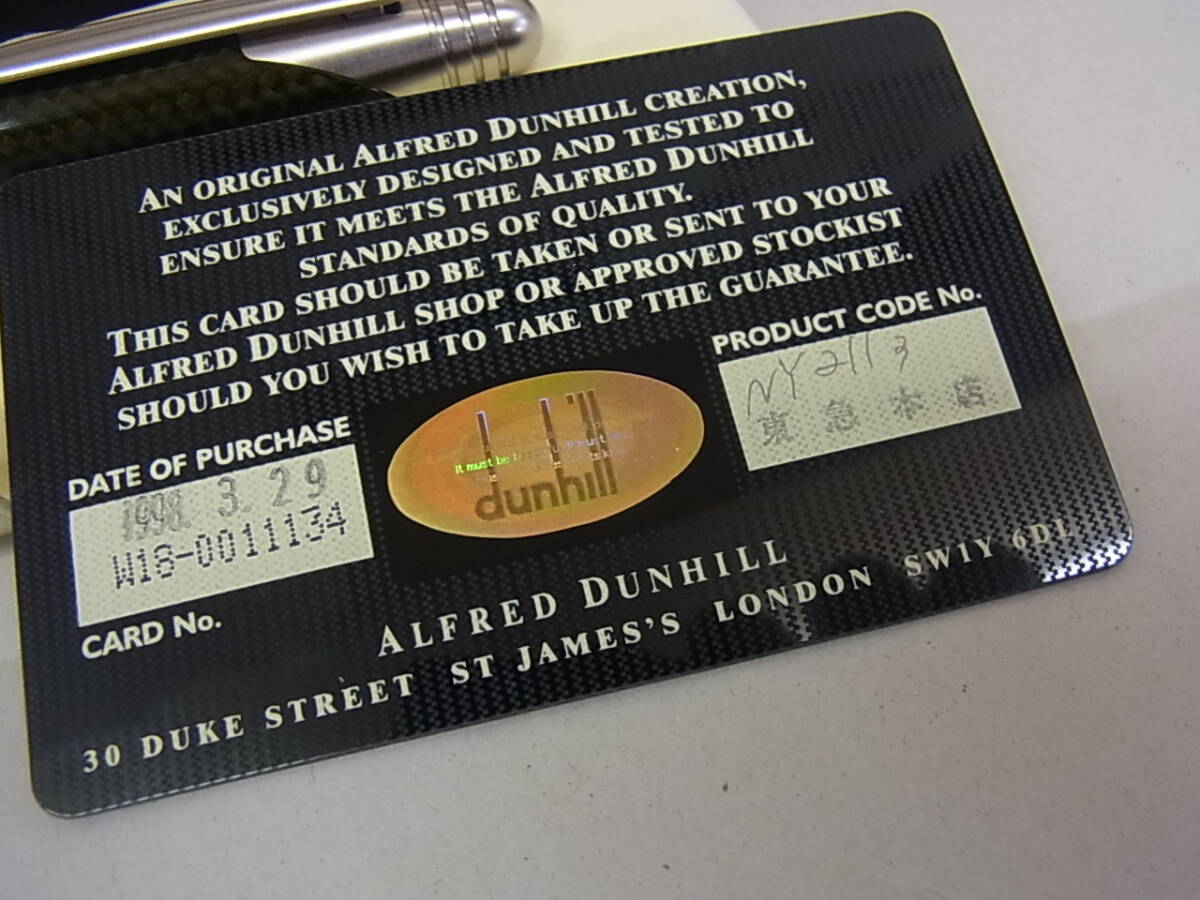 AN ORIGINAL ALFRED DUNHILL CREATION,
EXCLUSIVELY DESIGNED AND TESTED TO
ENSURE IT MEETS THE ALFRED DUNHILL
STANDARDS OF QUALITY.
THIS CARD SHOULD BE TAKEN OR SENT TO YOUR
ALFRED DUNHILL SHOP OR APPROVED STOCKIST
SHOULD YOU WISH TO TAKE UP THE GUARANTEE.
DATE OF PURCHASE
1998. 3. 29
W18-0011134
CARD No.
It must be
dunhill
PRODUCT CODE No.
NY2113
東急本店
ALFRED DUNHILL
30 DUKE STREET ST JAMES'S LONDON SW1Y 6DL